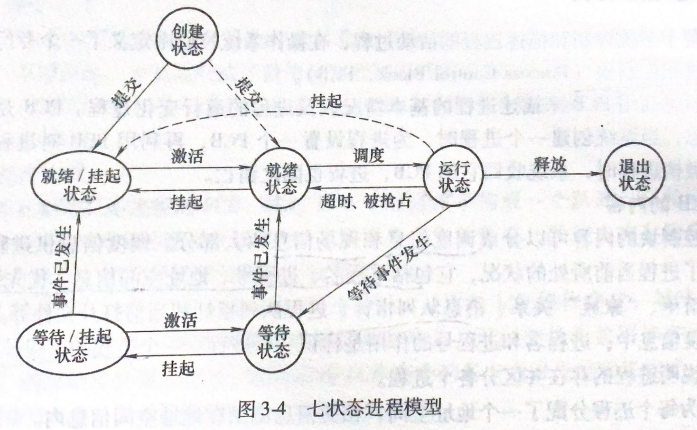 创建
状态
提交
提交
挂起
就绪/挂起
状态
激活
挂起
就绪
状态
调度
超时、被抢占
运行
状态
释放
退出
状态
事件已发生
事件已发生
等待事件发生
等待/挂起
状态
激活
挂起
等待
状态
图3-4 七状态进程模型